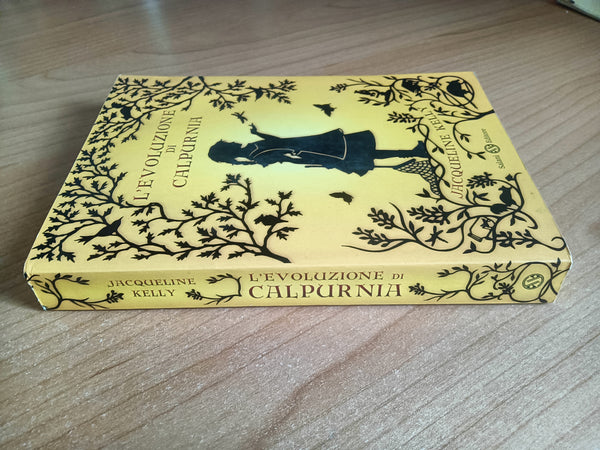 L'EVOLUZIONE
DI
CALPURNIA
JACQUELINE KELLY
Salani Editore
JACQUELINE
KELLY
L'EVOLUZIONE DI
CALPURNIA